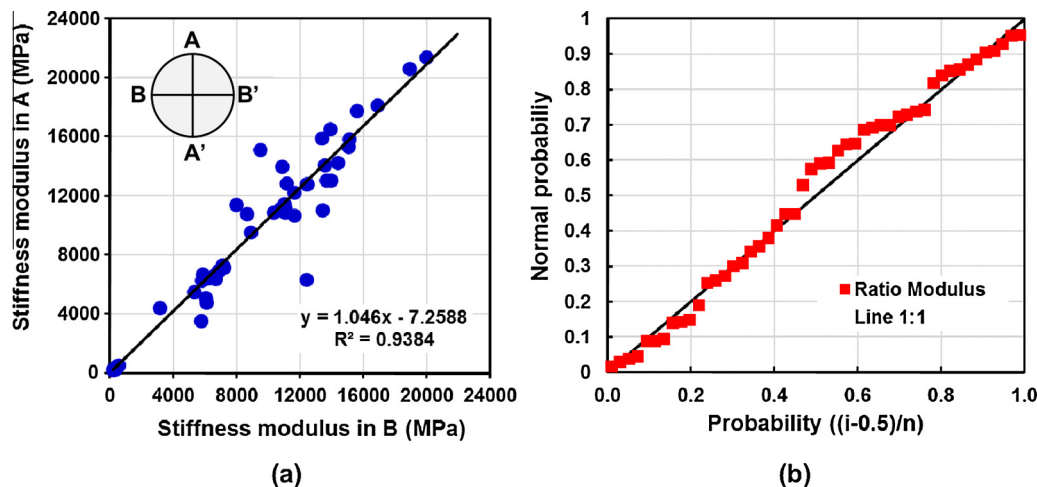 24000
20000
16000
12000
8000
4000
0
Stiffness modulus in A (MPa)
A
B
B'
A'
y = 1.046x - 7.2588
R² = 0.9384
0
4000
8000
12000
16000
20000
24000
Stiffness modulus in B (MPa)
(a)
1
0.9
0.8
0.7
0.6
0.5
0.4
0.3
0.2
0.1
0
Normal probabiliy
Ratio Modulus
Line 1:1
0.0
0.2
0.4
0.6
0.8
1.0
Probability ((i-0.5)/n)
(b)